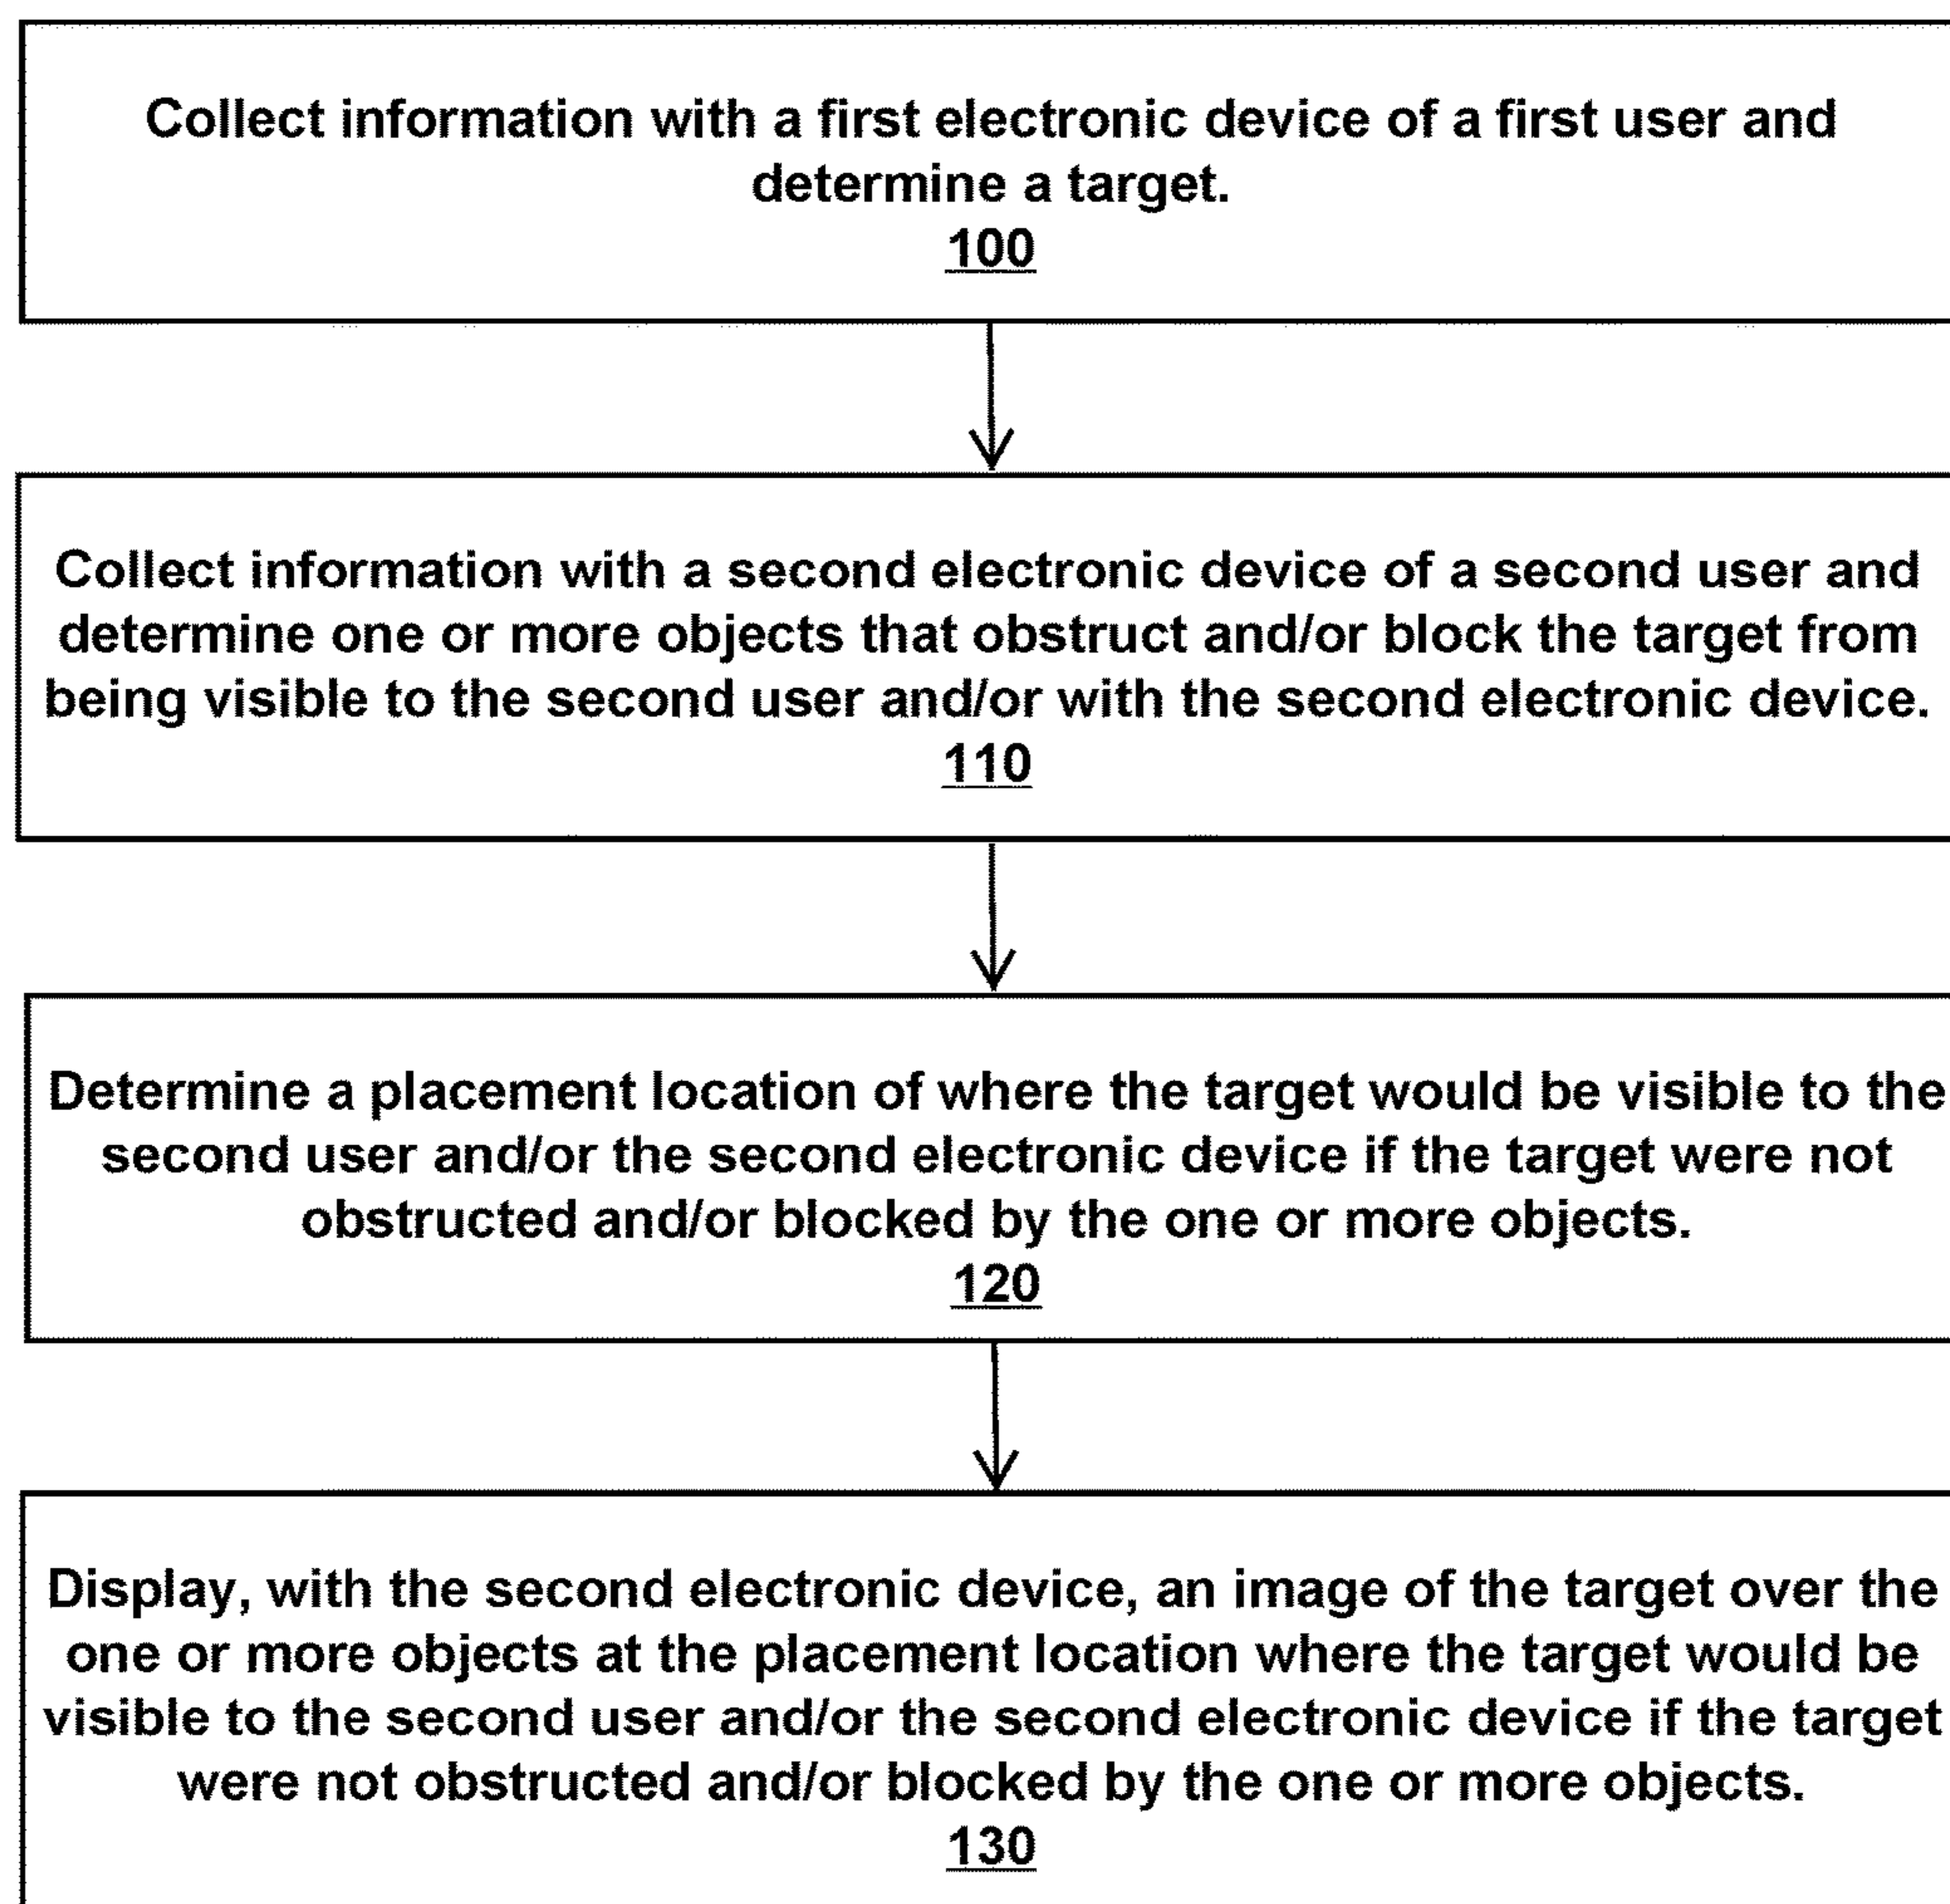 Collect information with a first electronic device of a first user and
determine a target.
100
Collect information with a second electronic device of a second user and
determine one or more objects that obstruct and/or block the target from
being visible to the second user and/or with the second electronic device.
110
Determine a placement location of where the target would be visible to the
second user and/or the second electronic device if the target were not
obstructed and/or blocked by the one or more objects.
120
Display, with the second electronic device, an image of the target over the
one or more objects at the placement location where the target would be
visible to the second user and/or the second electronic device if the target
were not obstructed and/or blocked by the one or more objects.
130